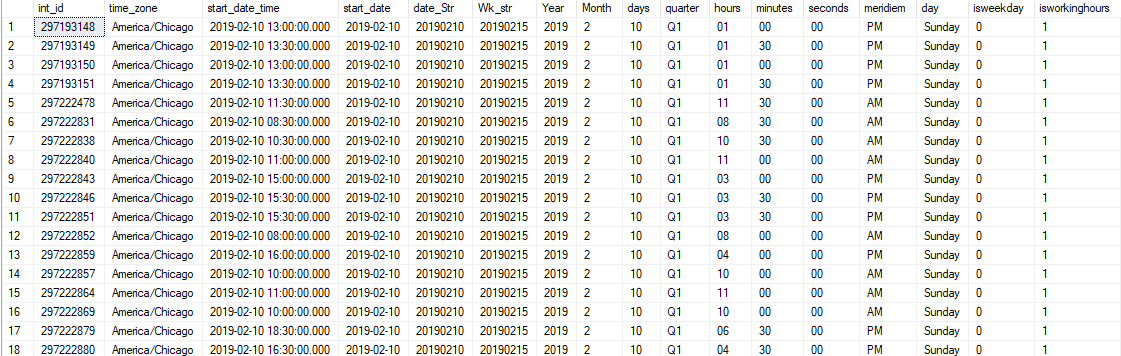 int_id time_zone start_date_time start_date date_Str Wk_str Year Month days quarter hours minutes seconds meridiem day isweekday isworkinghours
1 297193148 America/Chicago 2019-02-10 13:00:00.000 2019-02-10 20190210 20190215 2019 2 10 Q1 01 00 00 PM Sunday 0 1
2 297193149 America/Chicago 2019-02-10 13:30:00.000 2019-02-10 20190210 20190215 2019 2 10 Q1 01 30 00 PM Sunday 0 1
3 297193150 America/Chicago 2019-02-10 13:00:00.000 2019-02-10 20190210 20190215 2019 2 10 Q1 01 00 00 PM Sunday 0 1
4 297193151 America/Chicago 2019-02-10 13:30:00.000 2019-02-10 20190210 20190215 2019 2 10 Q1 01 30 00 PM Sunday 0 1
5 297222478 America/Chicago 2019-02-10 11:30:00.000 2019-02-10 20190210 20190215 2019 2 10 Q1 11 30 00 AM Sunday 0 1
6 297222831 America/Chicago 2019-02-10 08:30:00.000 2019-02-10 20190210 20190215 2019 2 10 Q1 08 30 00 AM Sunday 0 1
7 297222838 America/Chicago 2019-02-10 10:30:00.000 2019-02-10 20190210 20190215 2019 2 10 Q1 10 30 00 AM Sunday 0 1
8 297222840 America/Chicago 2019-02-10 11:00:00.000 2019-02-10 20190210 20190215 2019 2 10 Q1 11 00 00 AM Sunday 0 1
9 297222843 America/Chicago 2019-02-10 15:00:00.000 2019-02-10 20190210 20190215 2019 2 10 Q1 03 00 00 PM Sunday 0 1
10 297222846 America/Chicago 2019-02-10 15:30:00.000 2019-02-10 20190210 20190215 2019 2 10 Q1 03 30 00 PM Sunday 0 1
11 297222851 America/Chicago 2019-02-10 15:30:00.000 2019-02-10 20190210 20190215 2019 2 10 Q1 03 30 00 PM Sunday 0 1
12 297222852 America/Chicago 2019-02-10 08:00:00.000 2019-02-10 20190210 20190215 2019 2 10 Q1 08 00 00 AM Sunday 0 1
13 297222859 America/Chicago 2019-02-10 16:00:00.000 2019-02-10 20190210 20190215 2019 2 10 Q1 04 00 00 PM Sunday 0 1
14 297222857 America/Chicago 2019-02-10 10:00:00.000 2019-02-10 20190210 20190215 2019 2 10 Q1 10 00 00 AM Sunday 0 1
15 297222864 America/Chicago 2019-02-10 11:00:00.000 2019-02-10 20190210 20190215 2019 2 10 Q1 11 00 00 AM Sunday 0 1
16 297222869 America/Chicago 2019-02-10 10:00:00.000 2019-02-10 20190210 20190215 2019 2 10 Q1 10 00 00 AM Sunday 0 1
17 297222879 America/Chicago 2019-02-10 18:30:00.000 2019-02-10 20190210 20190215 2019 2 10 Q1 06 30 00 PM Sunday 0 1
18 297222880 America/Chicago 2019-02-10 16:30:00.000 2019-02-10 20190210 20190215 2019 2 10 Q1 04 30 00 PM Sunday 0 1